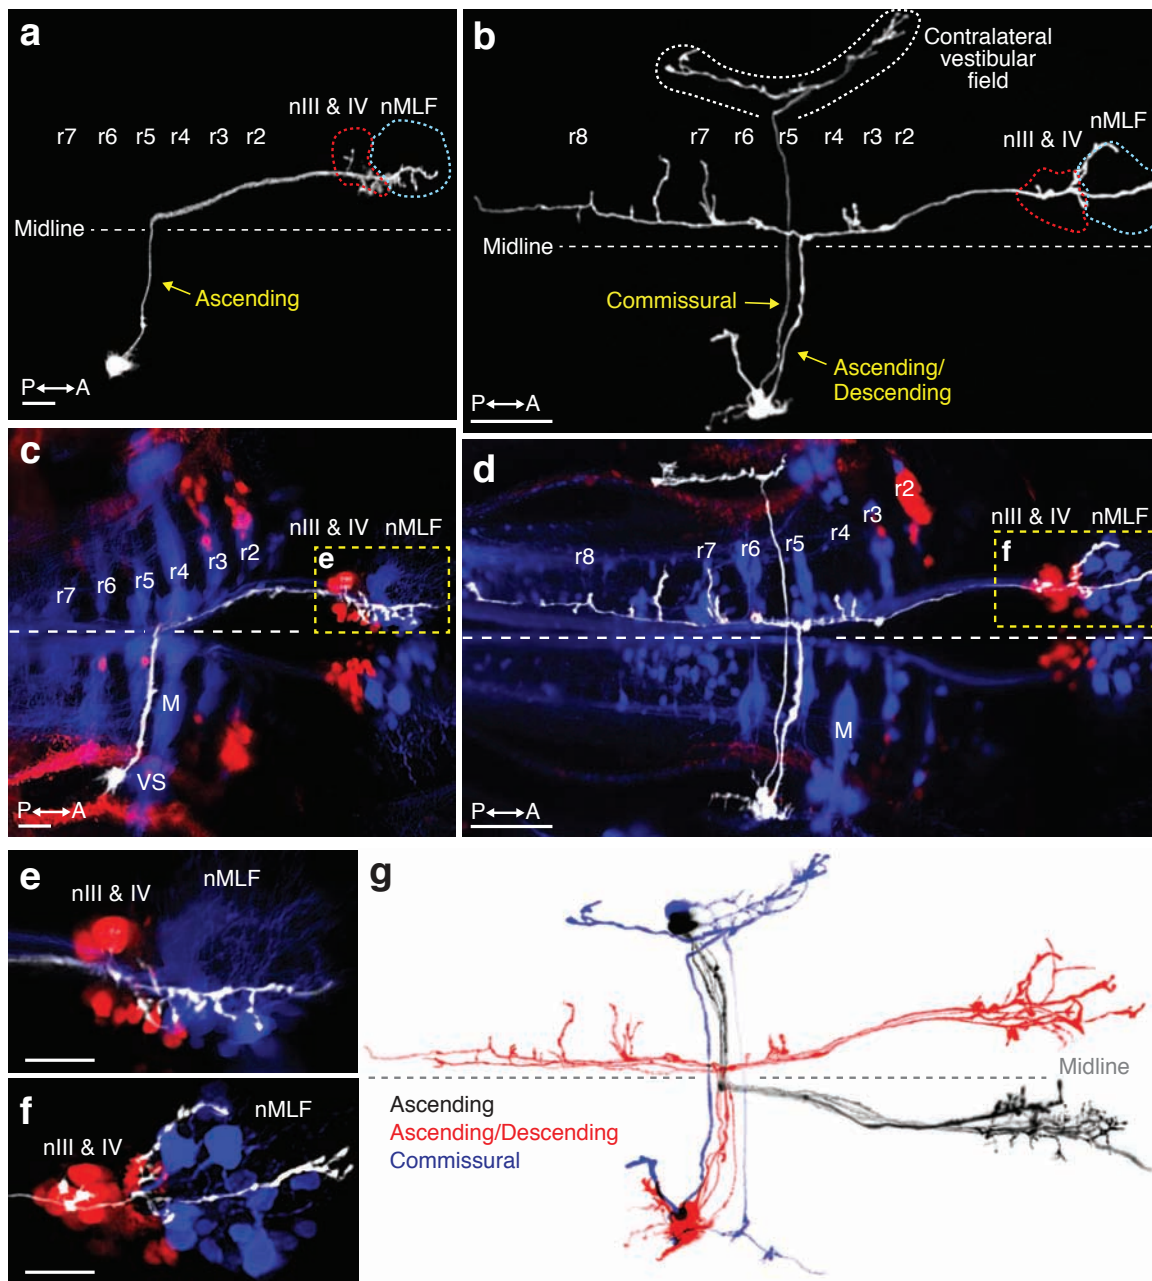 a
nIII & IV nMLF
r7 r6 r5 r4 r3 r2
Midline
Ascending
P A
b
Contralateral
vestibular
field
nMLF
nIII & IV
r8 r7 r6 r5 r4 r3 r2
Midline
Commissural
Ascending/
Descending
P A
c
nIII & IV nMLF
e
r7 r6 r5 r4 r3 r2
M
VS
P A
d
r2
r3
r4
nIII & IV nMLF
f
r8 r7 r6 r5
M
P A
e
nMLF
nIII & IV
f
nMLF
nIII & IV
g
Midline
Ascending
Ascending/Descending
Commissural